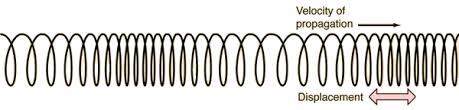 Velocity of
propagation
Displacement